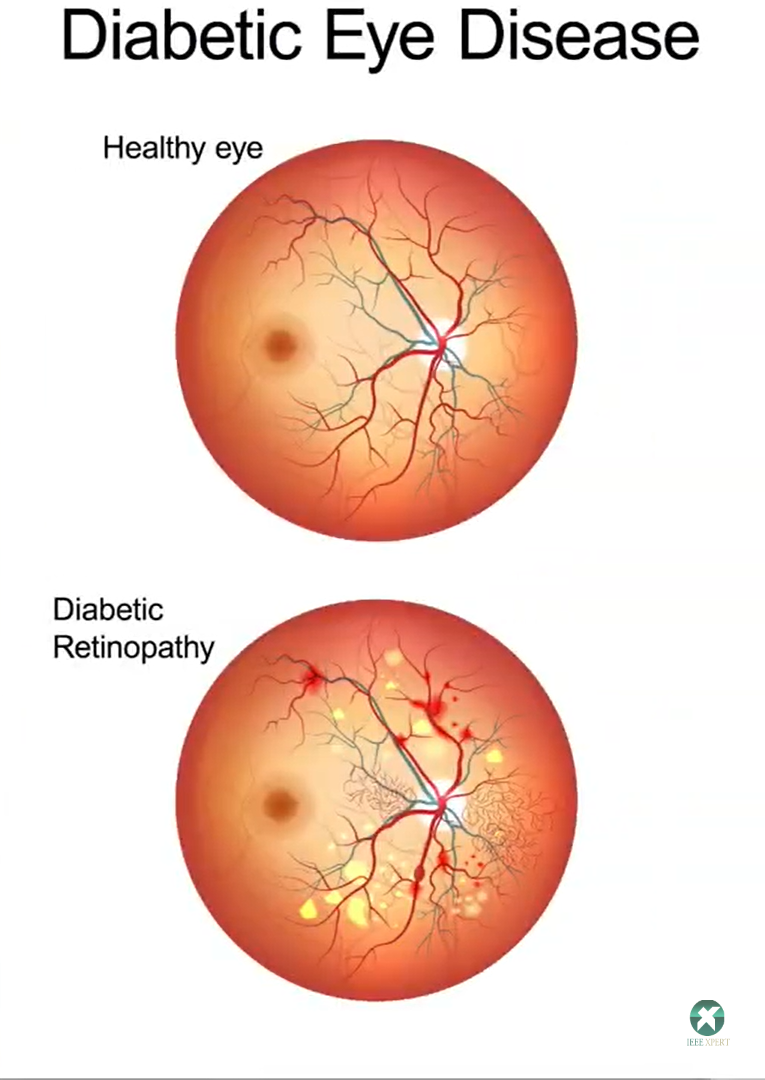 Diabetic Eye Disease
Healthy eye
Diabetic
Retinopathy
IEEE XPERT